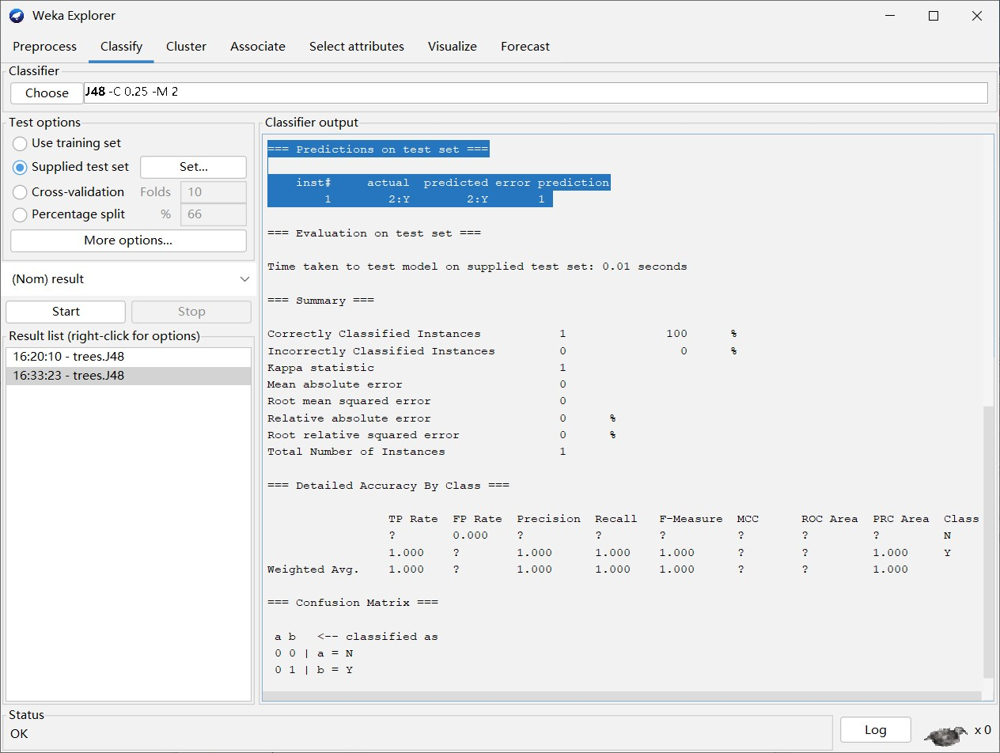 Weka Explorer
Preprocess Classify Cluster Associate Select attributes Visualize Forecast
Classifier
Choose J48 -C 0.25 -M 2
Test options
Use training set
Supplied test set Set...
Cross-validation Folds 10
Percentage split % 66
More options...
(Nom) result
Start Stop
Result list (right-click for options)
16:20:10 - trees.J48
16:33:23 - trees.J48
Classifier output
=== Predictions on test set ===
inst# actual predicted error prediction
1 2:Y 2:Y 1
=== Evaluation on test set ===
Time taken to test model on supplied test set: 0.01 seconds
=== Summary ===
Correctly Classified Instances 1 100 %
Incorrectly Classified Instances 0 0 %
Kappa statistic 1
Mean absolute error 0
Root mean squared error 0
Relative absolute error 0 %
Root relative squared error 0 %
Total Number of Instances 1
=== Detailed Accuracy By Class ===
TP Rate FP Rate Precision Recall F-Measure MCC ROC Area PRC Area Class
? 0.000 ? ? ? ? ? ? N
1.000 ? 1.000 1.000 1.000 ? ? 1.000 Y
Weighted Avg. 1.000 ? 1.000 1.000 1.000 ? ? 1.000
=== Confusion Matrix ===
a b <-- classified as
0 0 | a = N
0 1 | b = Y
Status
OK
Log x 0